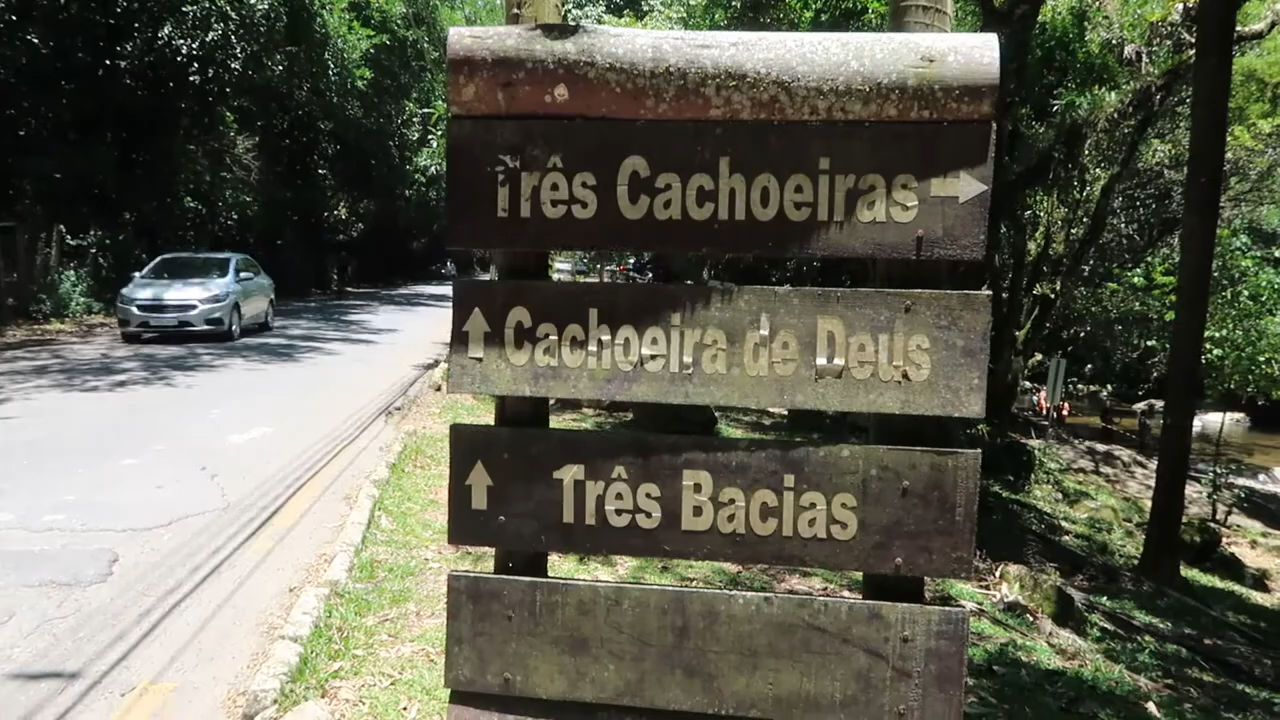 Três Cachoeiras →
↑ Cachoeira de Deus
↑ Três Bacias